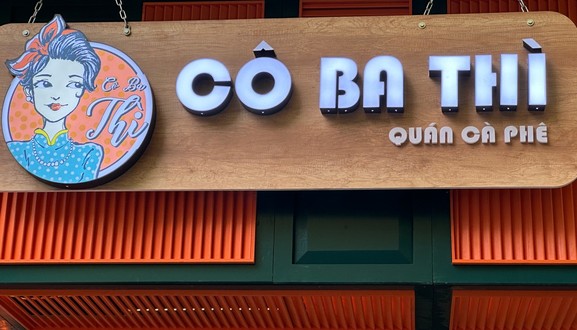 Cô Ba
Thì
CÔ BA THÌ
QUÁN CÀ PHÊ